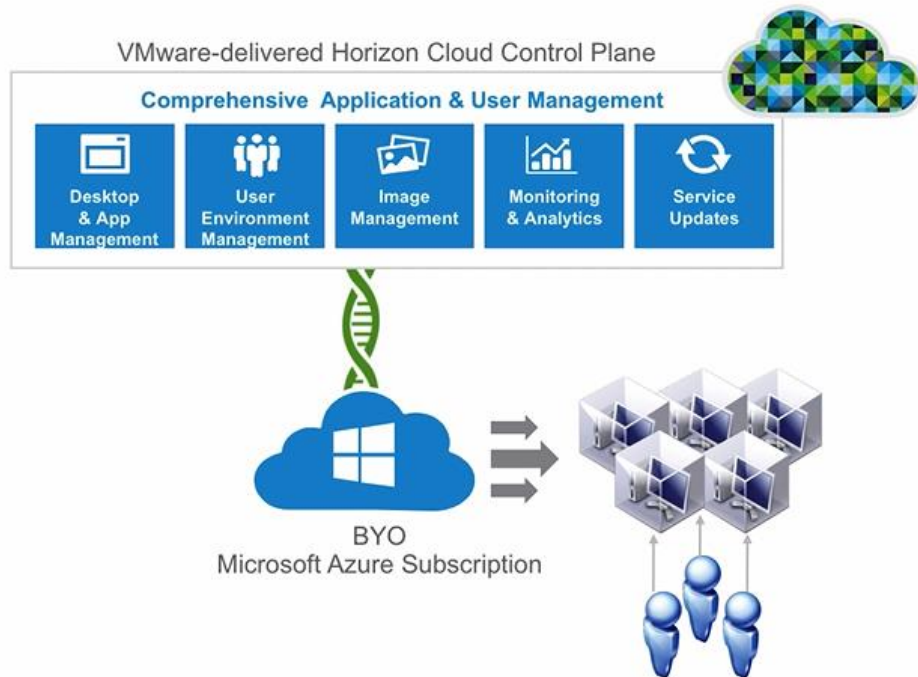 VMware-delivered Horizon Cloud Control Plane
Comprehensive Application & User Management
Desktop
& App
Management
User
Environment
Management
Image
Management
Monitoring
& Analytics
Service
Updates
BYO
Microsoft Azure Subscription